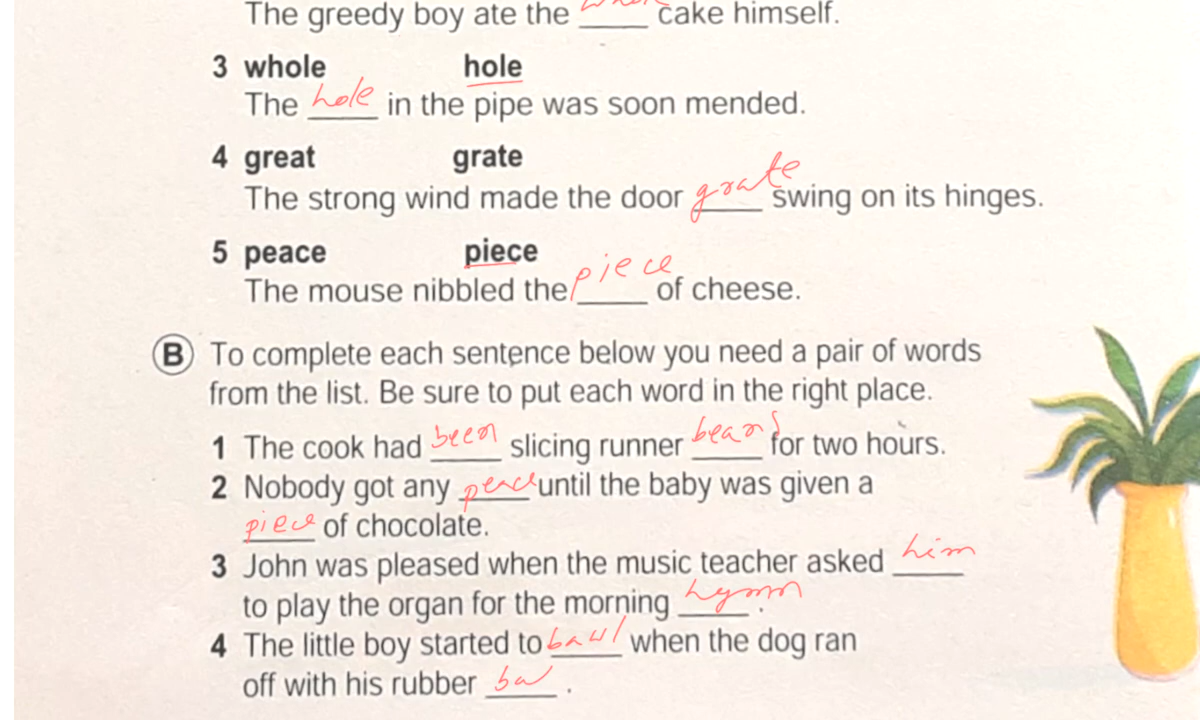 The greedy boy ate the ____ cake himself.
3 whole hole
The hole in the pipe was soon mended.
4 great grate
The strong wind made the door grate swing on its hinges.
5 peace piece
The mouse nibbled the piece of cheese.
B To complete each sentence below you need a pair of words
from the list. Be sure to put each word in the right place.
1 The cook had been slicing runner beans for two hours.
2 Nobody got any peace until the baby was given a
piece of chocolate.
3 John was pleased when the music teacher asked him
to play the organ for the morning hymn.
4 The little boy started to bawl when the dog ran
off with his rubber ba .